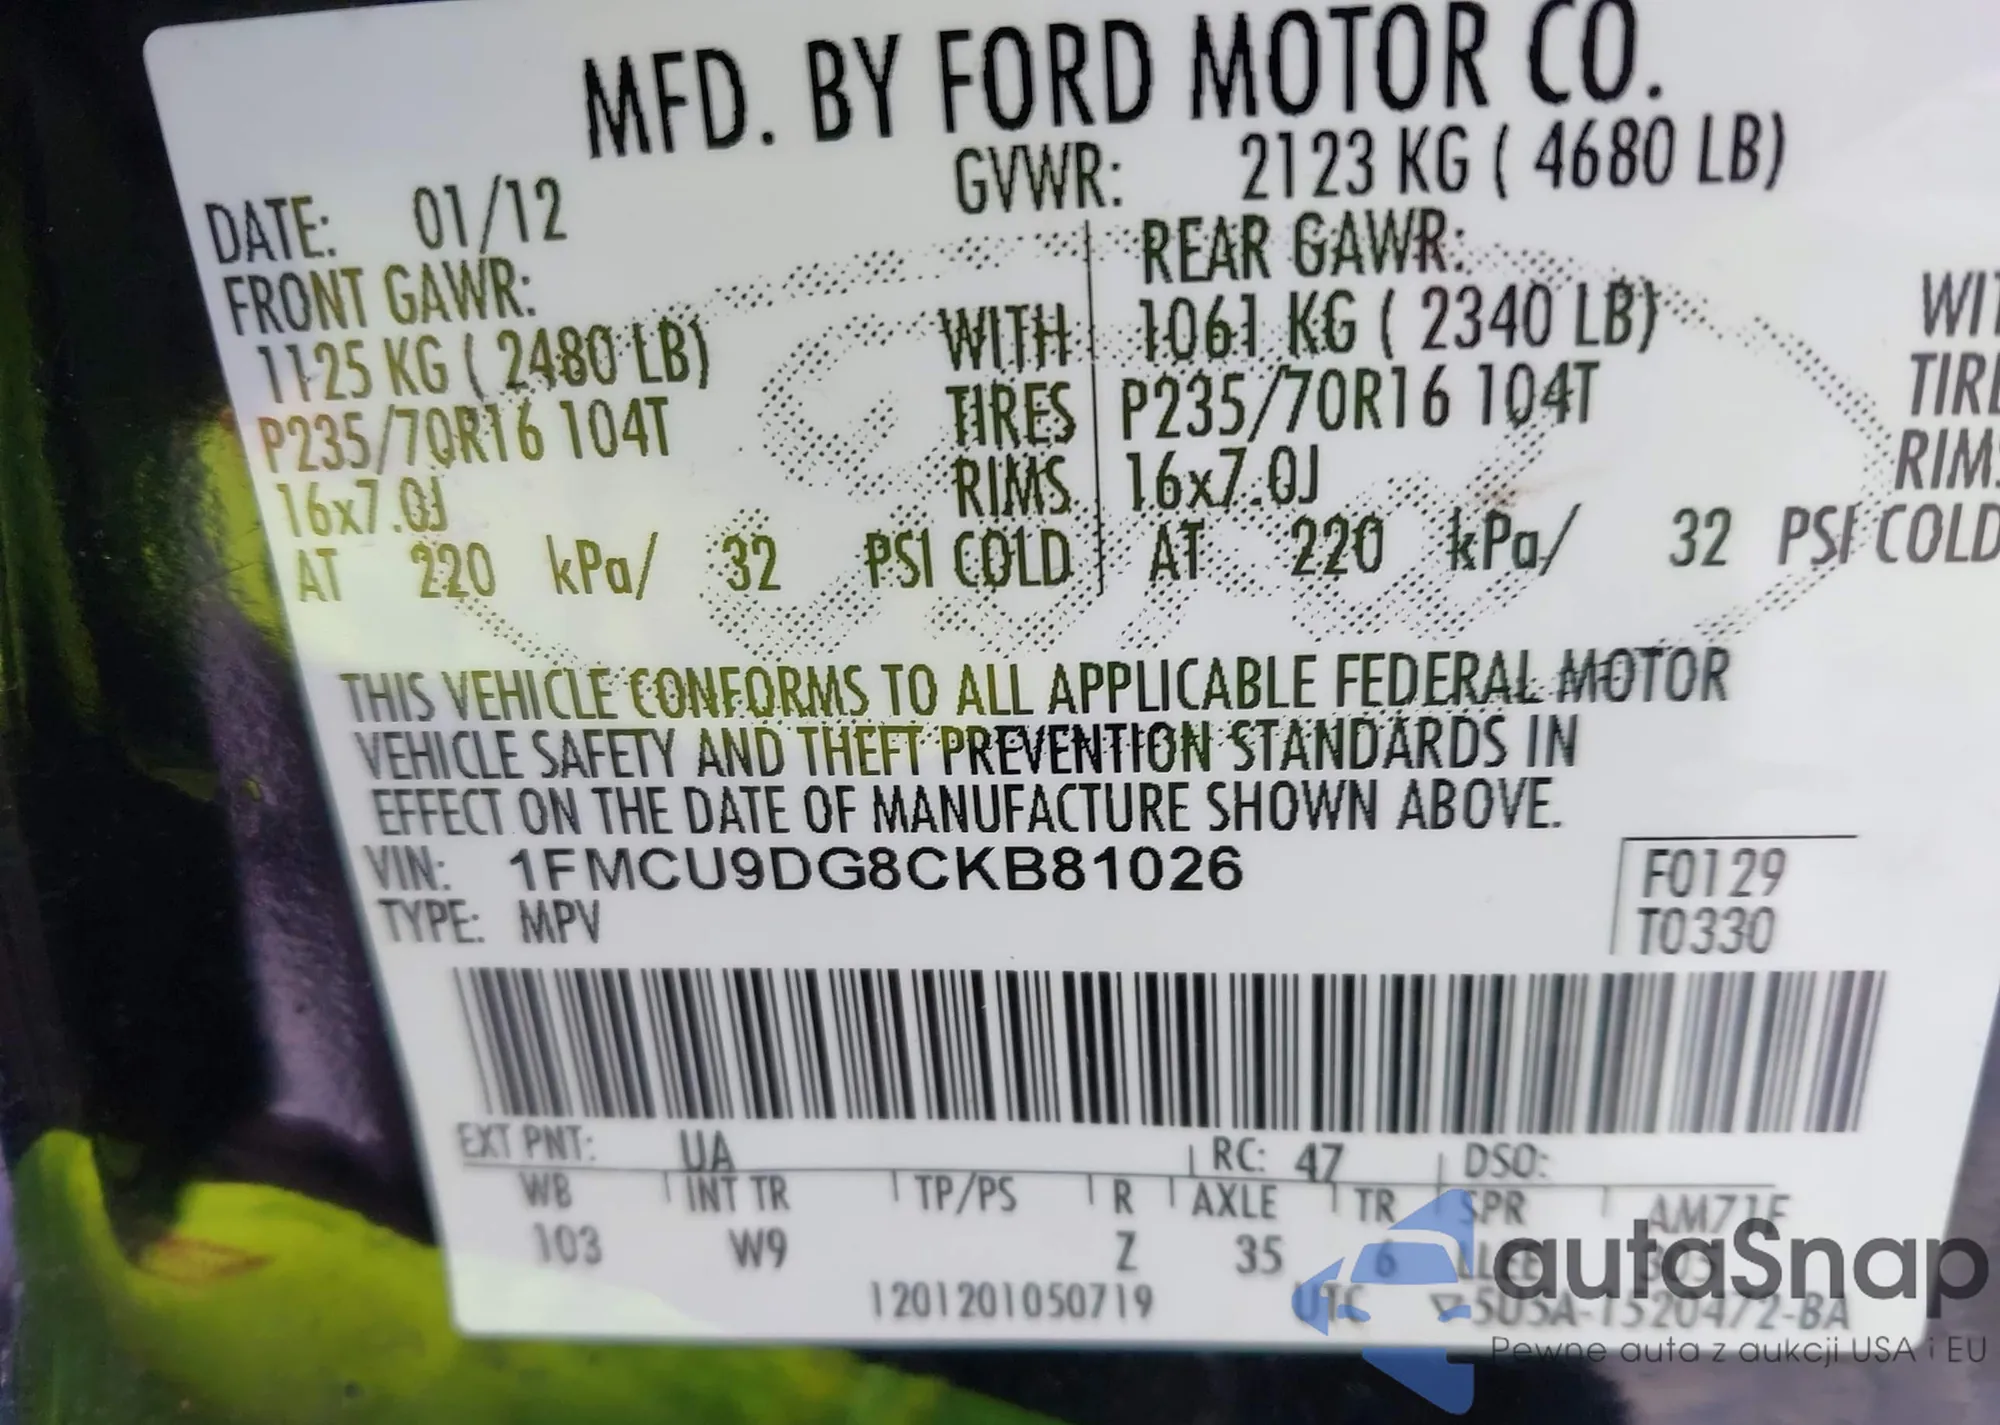 MFD. BY FORD MOTOR CO.
DATE: 01/12 GVWR: 2123 KG ( 4680 LB)
FRONT GAWR: REAR GAWR:
1125 KG ( 2480 LB) WITH 1061 KG ( 2340 LB) WIT
P235/70R16 104T TIRES P235/70R16 104T TIRE
16x7.0J RIMS 16x7.0J RIMS
AT 220 kPa/ 32 PSI COLD AT 220 kPa/ 32 PSI COLD
THIS VEHICLE CONFORMS TO ALL APPLICABLE FEDERAL MOTOR
VEHICLE SAFETY AND THEFT PREVENTION STANDARDS IN
EFFECT ON THE DATE OF MANUFACTURE SHOWN ABOVE.
VIN: 1FMCU9DG8CKB81026 F0129
TYPE: MPV T0330
EXT PNT: UA RC: 47 DSO:
WB INT TR TP/PS R AXLE TR SPR
103 W9 Z 35 6
1201201050719 UTC
autaSnap
Pewne auta z aukcji USA i EU